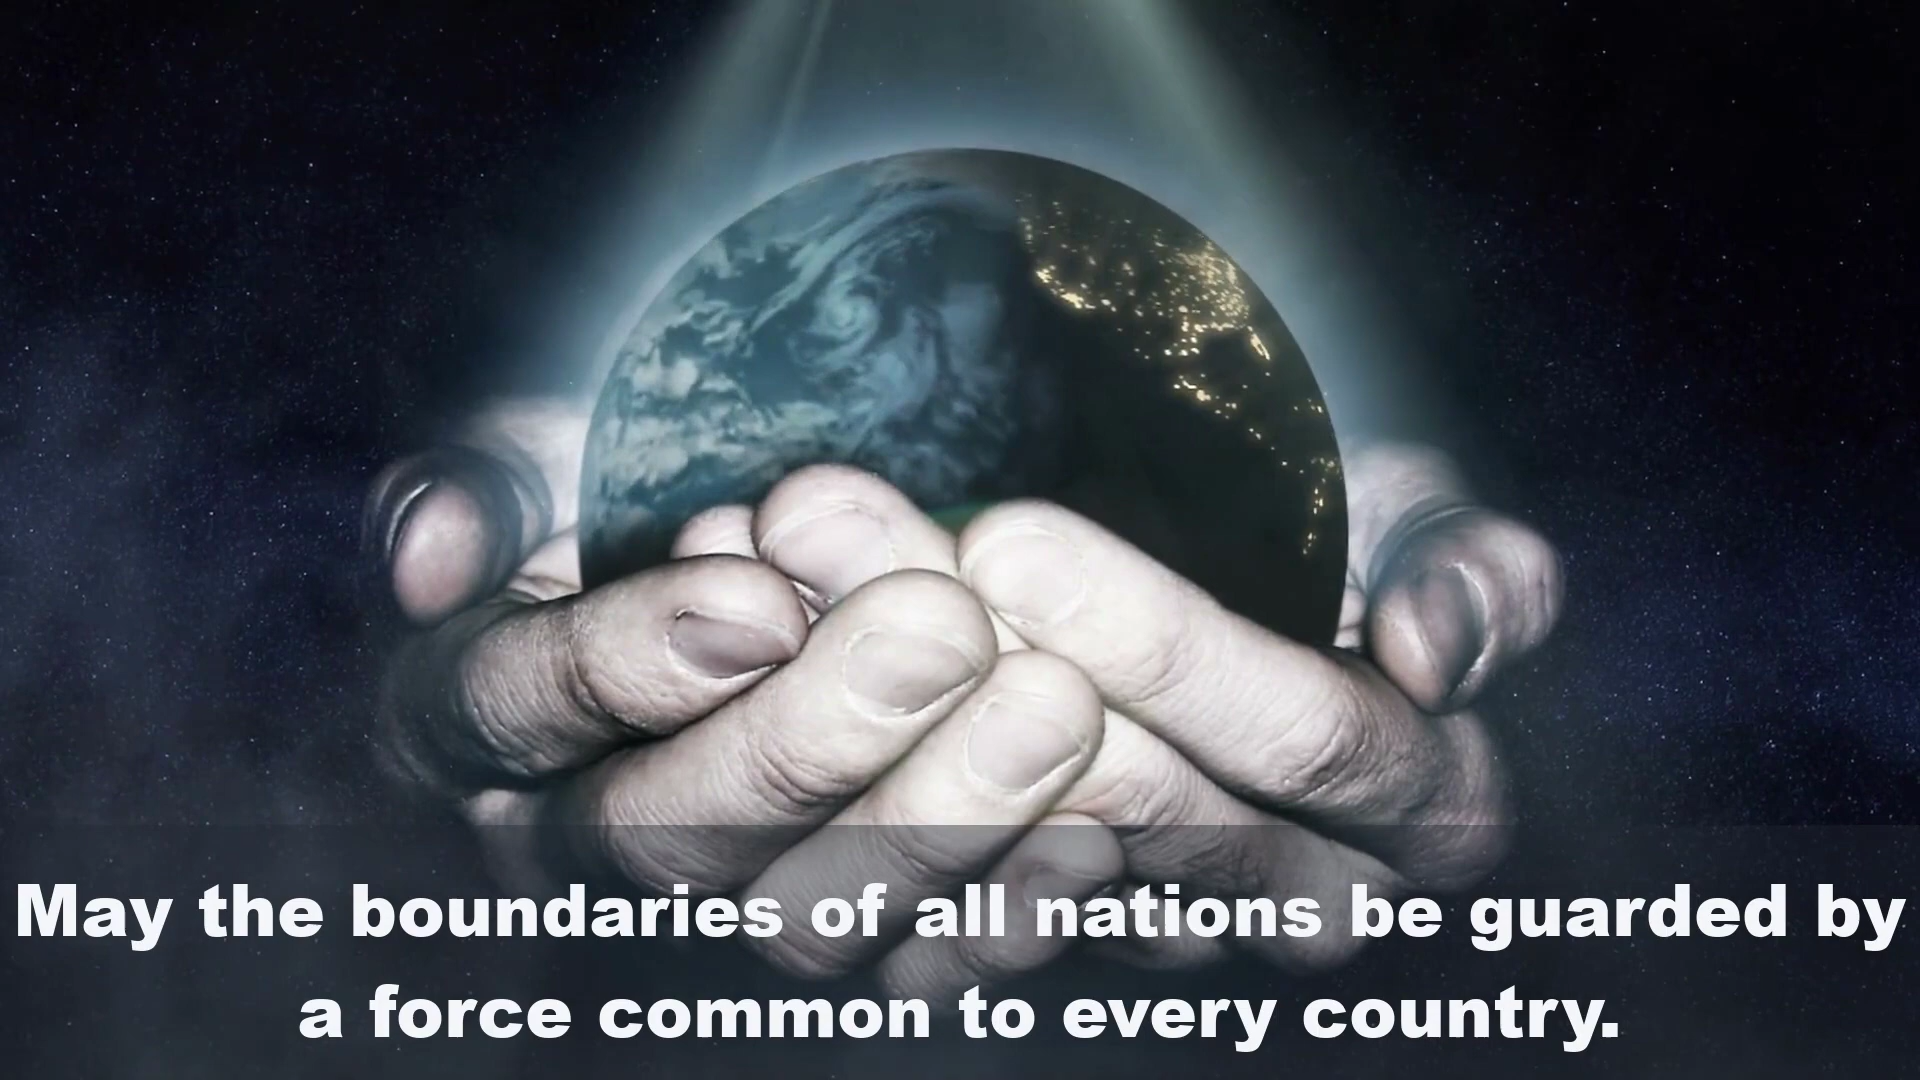 May the boundaries of all nations be guarded by
a force common to every country.